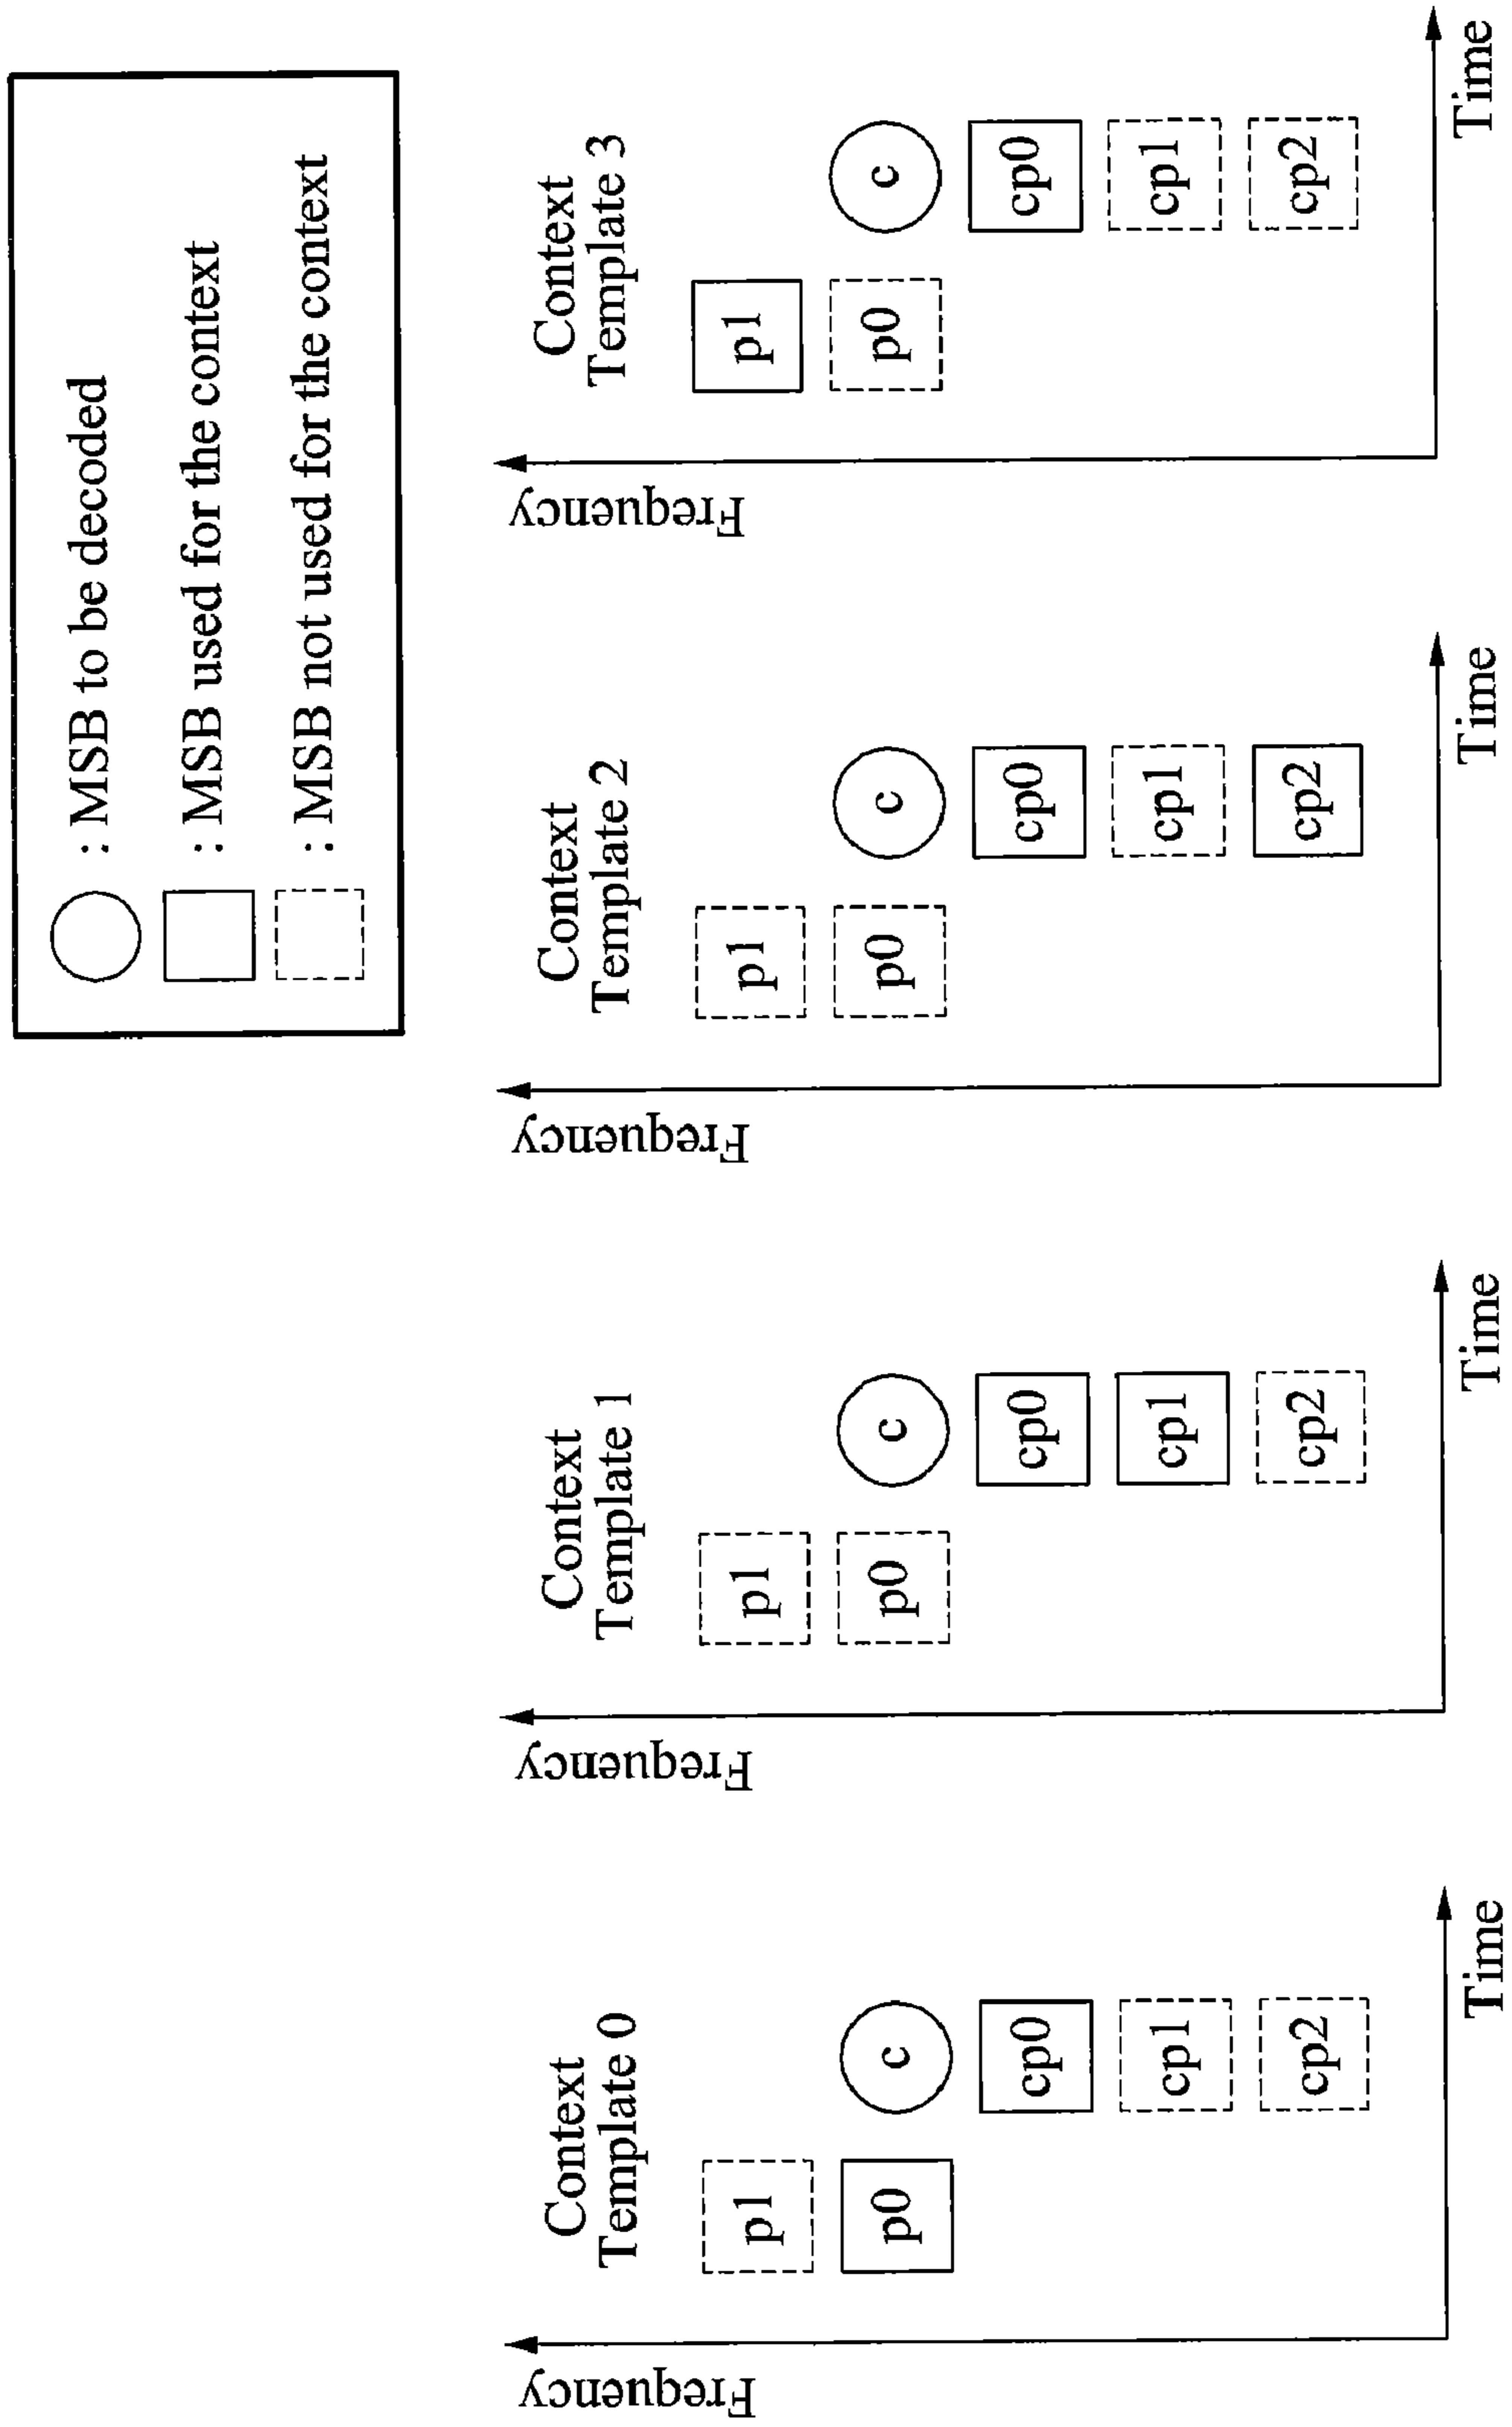 : MSB to be decoded
: MSB used for the context
: MSB not used for the context
Context
Template 0
Frequency
p1
p0
c
cp0
cp1
cp2
Time
Context
Template 1
Frequency
p1
p0
c
cp0
cp1
cp2
Time
Context
Template 2
Frequency
p1
p0
c
cp0
cp1
cp2
Time
Context
Template 3
Frequency
p1
p0
c
cp0
cp1
cp2
Time